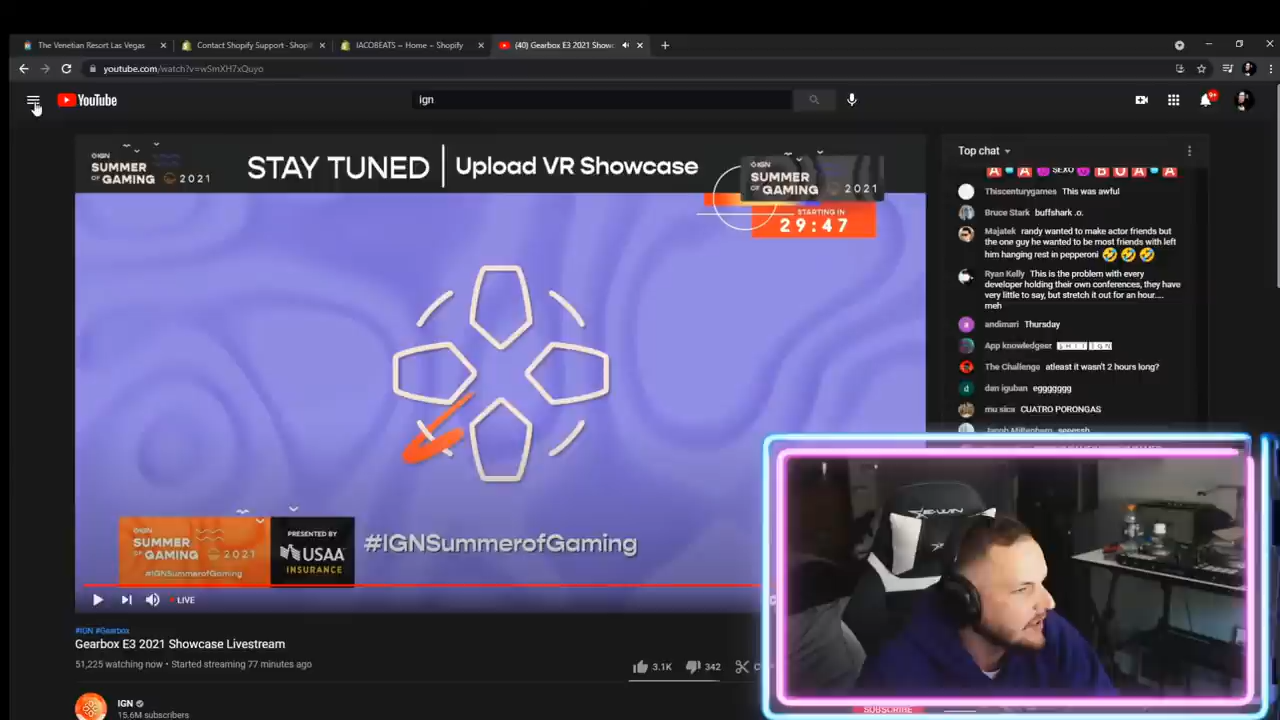 The Venetian Resort Las Vegas
Contact Shopify Support · Shopif
IACOBEATS ~ Home ~ Shopify
(40) Gearbox E3 2021 Showc
youtube.com/watch?v=wSmXH7xQuyo
YouTube
ign
9+
IGN
SUMMER
OF GAMING
2021
STAY TUNED
Upload VR Showcase
IGN
SUMMER
OF GAMING
2021
STARTING IN
29:47
IGN
SUMMER
OF GAMING 2021
#IGNSummerofGaming
PRESENTED BY
USAA
INSURANCE
#IGNSummerofGaming
LIVE
#IGN #Gearbox
Gearbox E3 2021 Showcase Livestream
51,225 watching now • Started streaming 77 minutes ago
3.1K
342
IGN
15.6M subscribers
SUBSCRIBE
Top chat
Thiscenturygames This was awful
Bruce Stark buffshark .o.
Majatek randy wanted to make actor friends but
the one guy he wanted to be most friends with left
him hanging rest in pepperoni 🤣 🤣 🤣
Ryan Kelly This is the problem with every
developer holding their own conferences, they have
very little to say, but stretch it out for an hour....
meh
andimari Thursday
App knowledgeer
The Challenge atleast it wasn't 2 hours long?
dan iguban eggggggg
mu sica CUATRO PORONGAS
EWIN